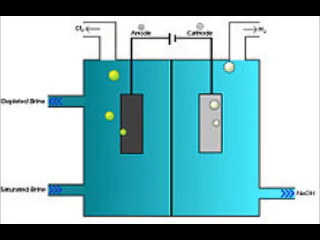 Cl₂
Anode
Cathode
H₂
Depleted Brine
Saturated Brine
NaOH